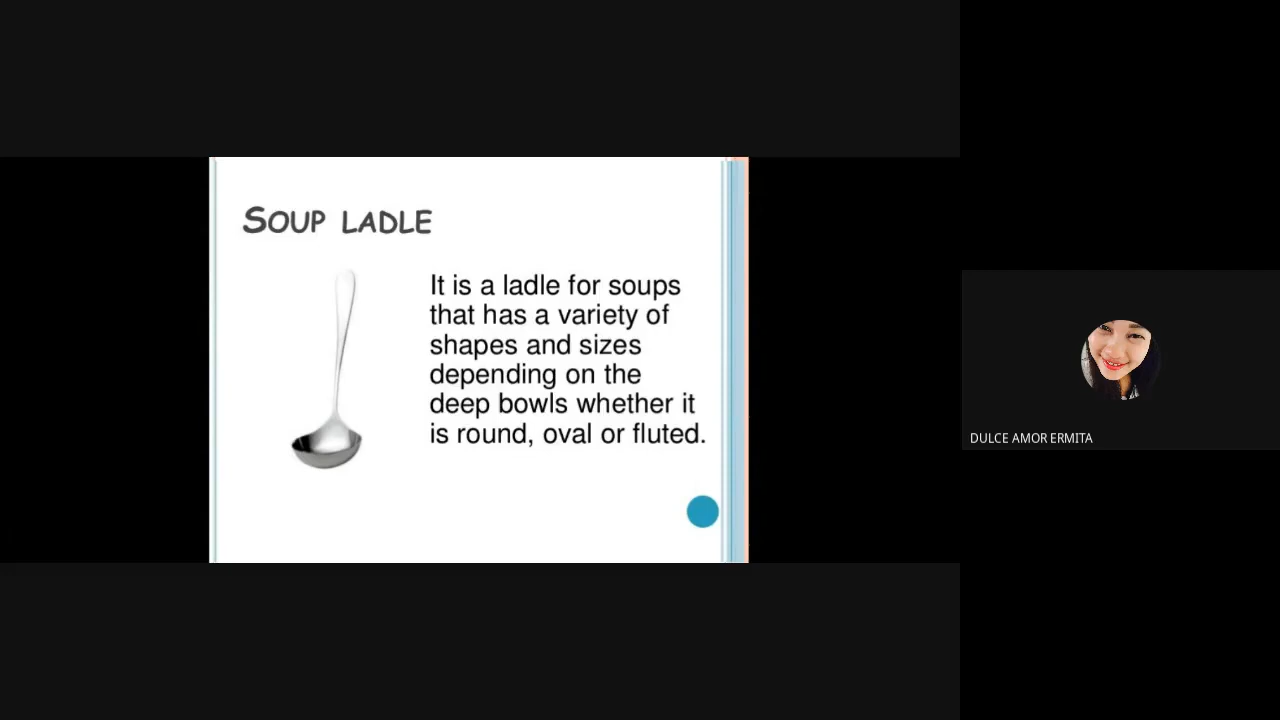 SOUP LADLE
It is a ladle for soups
that has a variety of
shapes and sizes
depending on the
deep bowls whether it
is round, oval or fluted.
DULCE AMOR ERMITA